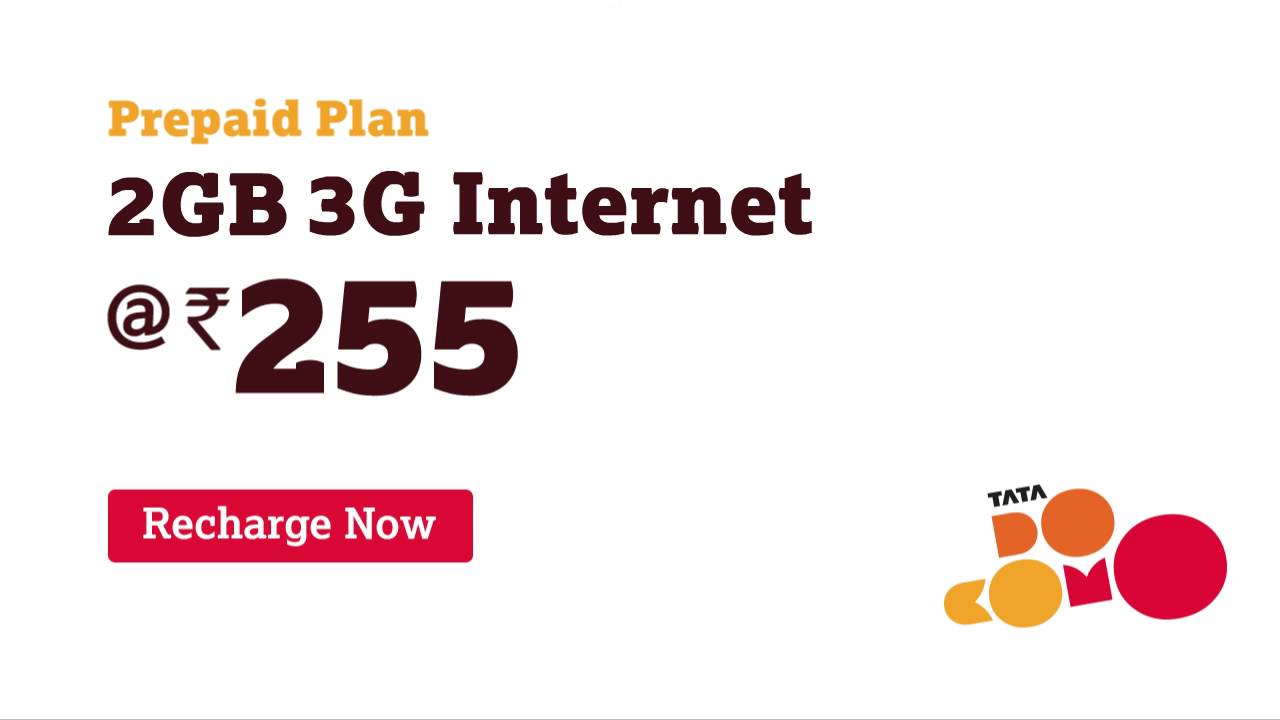 Prepaid Plan
2GB 3G Internet
@ ₹255
Recharge Now
TATA
DO
COMO